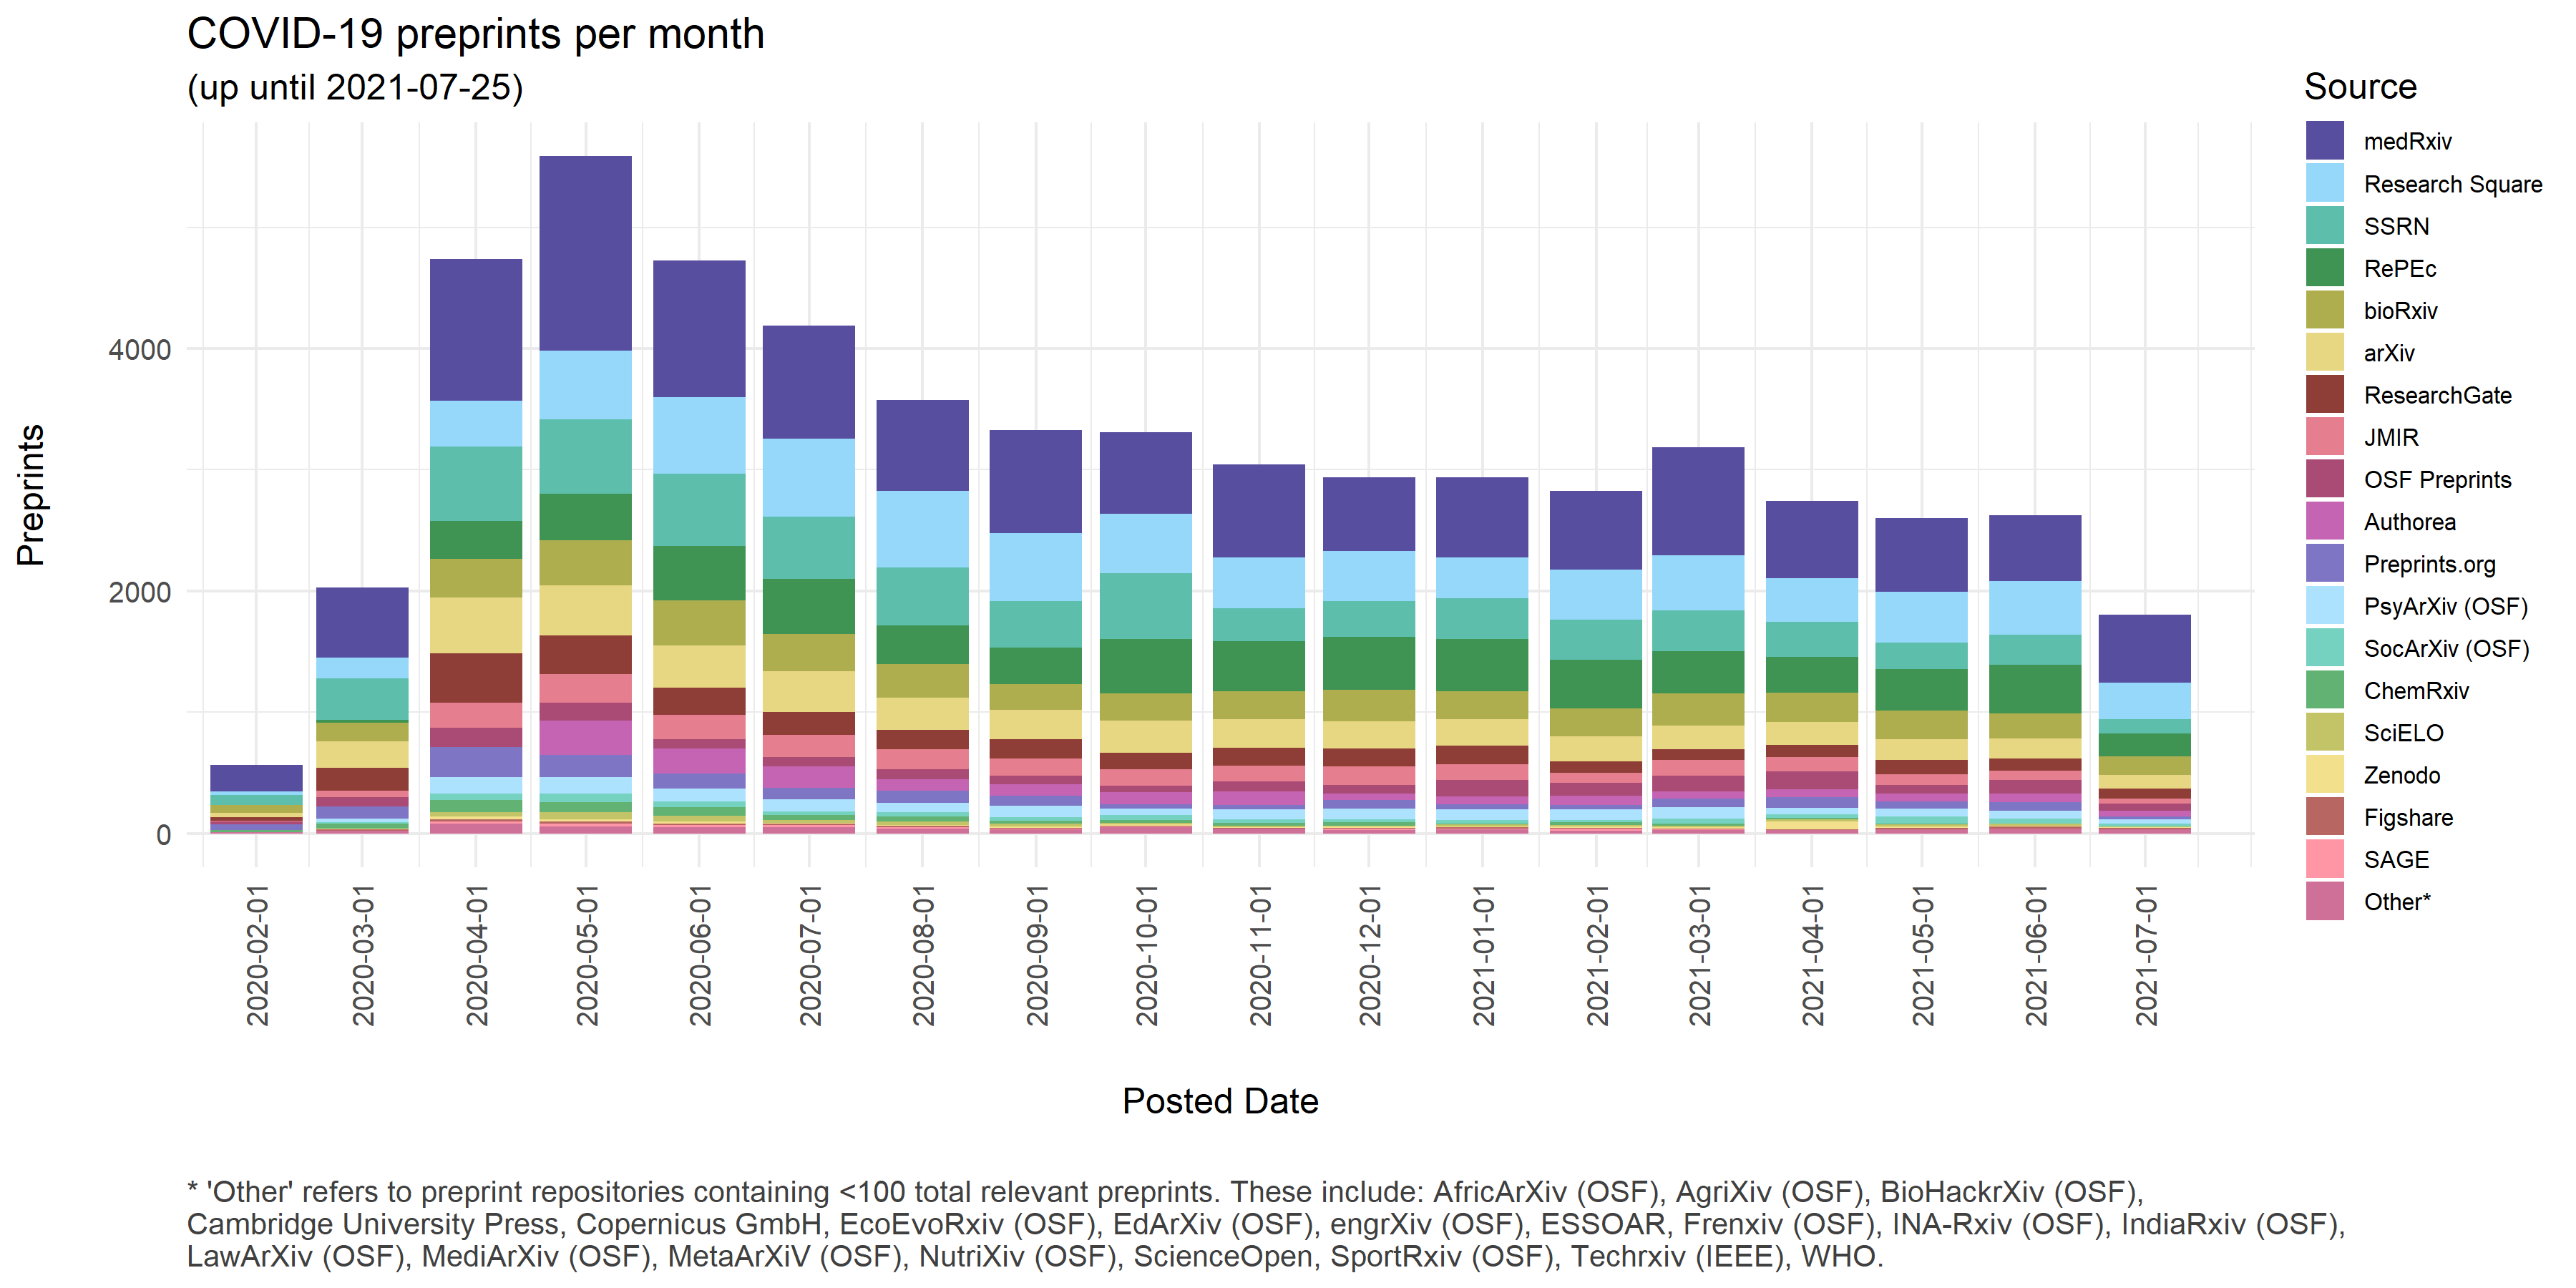 COVID-19 preprints per month
(up until 2021-07-25)
Source
medRxiv
Research Square
SSRN
RePEc
bioRxiv
arXiv
ResearchGate
JMIR
OSF Preprints
Authorea
Preprints.org
PsyArXiv (OSF)
SocArXiv (OSF)
ChemRxiv
SciELO
Zenodo
Figshare
SAGE
Other*
Preprints
4000
2000
0
2020-02-01
2020-03-01
2020-04-01
2020-05-01
2020-06-01
2020-07-01
2020-08-01
2020-09-01
2020-10-01
2020-11-01
2020-12-01
2021-01-01
2021-02-01
2021-03-01
2021-04-01
2021-05-01
2021-06-01
2021-07-01
Posted Date
* 'Other' refers to preprint repositories containing <100 total relevant preprints. These include: AfricArXiv (OSF), AgriXiv (OSF), BioHackrXiv (OSF),
Cambridge University Press, Copernicus GmbH, EcoEvoRxiv (OSF), EdArXiv (OSF), engrXiv (OSF), ESSOAR, Frenxiv (OSF), INA-Rxiv (OSF), IndiaRxiv (OSF),
LawArXiv (OSF), MediArXiv (OSF), MetaArXiV (OSF), NutriXiv (OSF), ScienceOpen, SportRxiv (OSF), Techrxiv (IEEE), WHO.